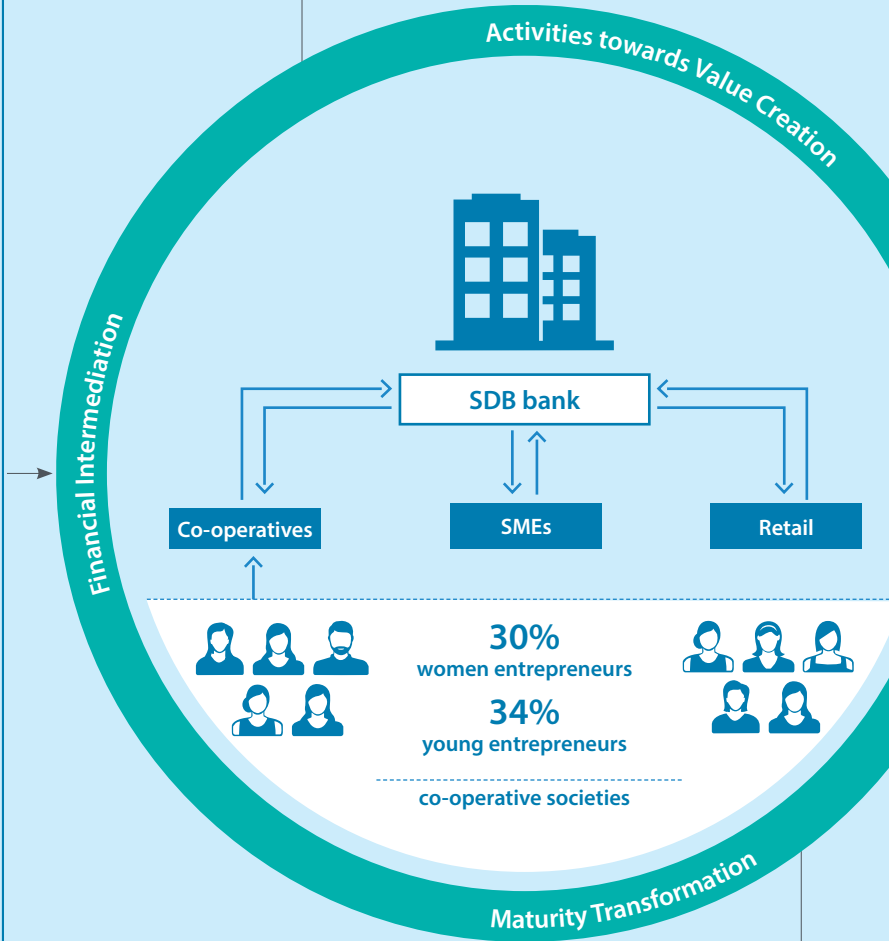 Activities towards Value Creation
Financial Intermediation
SDB bank
Co-operatives
SMEs
Retail
30%
women entrepreneurs
34%
young entrepreneurs
co-operative societies
Maturity Transformation